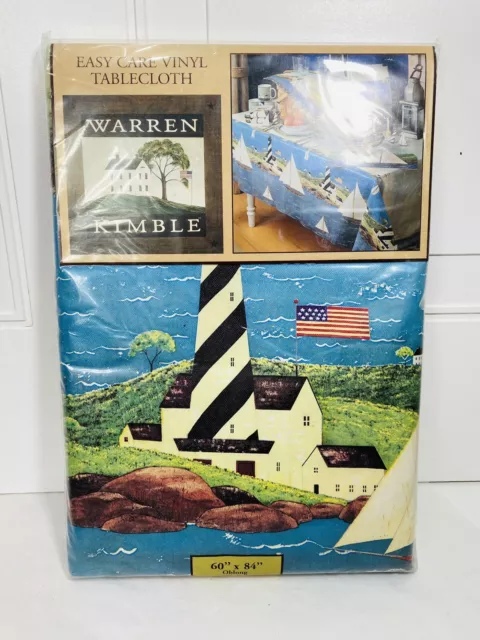 EASY CARE VINYL
TABLECLOTH
WARREN
KIMBLE
60" x 84"
Oblong